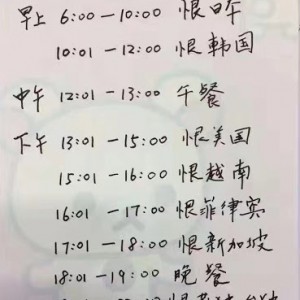 早上 6:00 — 10:00 恨日本
10:01 — 12:00 恨韩国
中午 12:01 — 13:00 午餐
下午 13:01 — 15:00 恨美国
15:01 — 16:00 恨越南
16:01 — 17:00 恨菲律宾
17:01 — 18:00 恨新加坡
18:01 — 19:00 晚餐